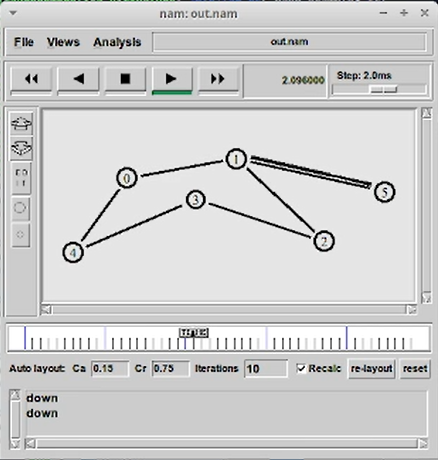 nam: out.nam
File Views Analysis out.nam
2.096000 Step: 2.0ms
1
0
5
3
2
4
TIME
Auto layout: Ca 0.15 Cr 0.75 Iterations 10 Recalc re-layout reset
down
down